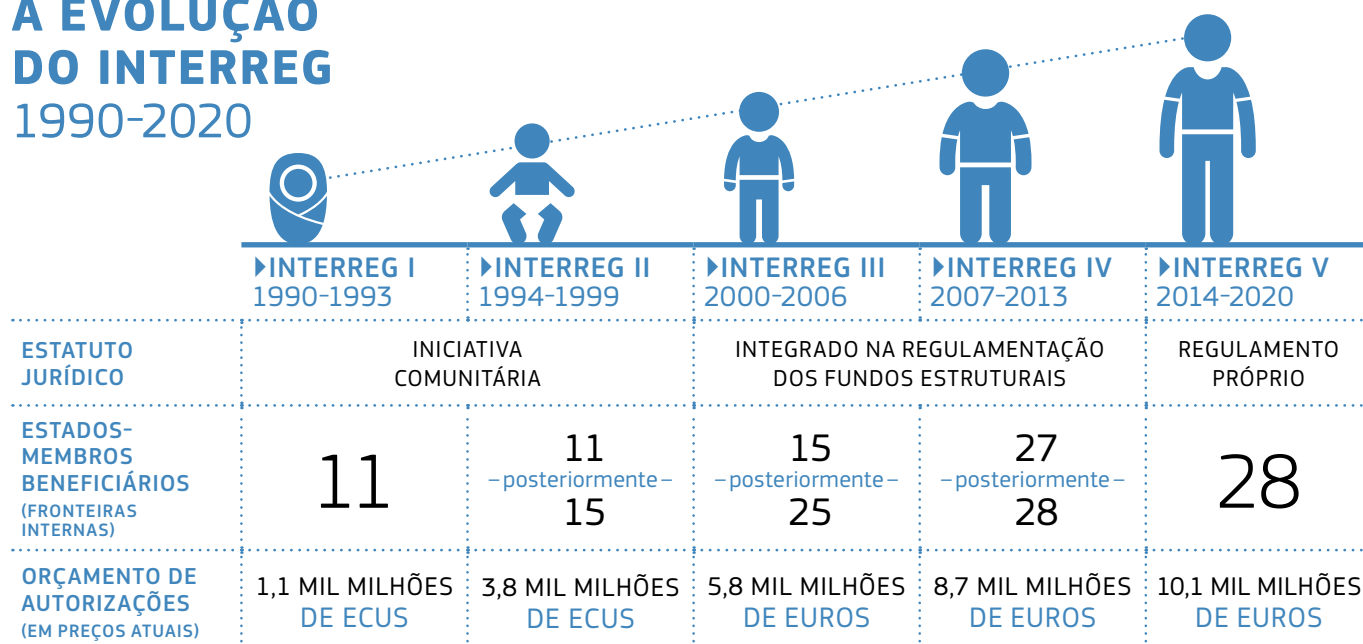 A EVOLUÇÃO
DO INTERREG
1990-2020
INTERREG I
1990-1993
INTERREG II
1994-1999
INTERREG III
2000-2006
INTERREG IV
2007-2013
INTERREG V
2014-2020
ESTATUTO
JURÍDICO
INICIATIVA
COMUNITÁRIA
INTEGRADO NA REGULAMENTAÇÃO
DOS FUNDOS ESTRUTURAIS
REGULAMENTO
PRÓPRIO
ESTADOS-
MEMBROS
BENEFICIÁRIOS
(FRONTEIRAS
INTERNAS)
11
11
–posteriormente–
15
15
–posteriormente–
25
27
–posteriormente–
28
28
ORÇAMENTO DE
AUTORIZAÇÕES
(EM PREÇOS ATUAIS)
1,1 MIL MILHÕES
DE ECUS
3,8 MIL MILHÕES
DE ECUS
5,8 MIL MILHÕES
DE EUROS
8,7 MIL MILHÕES
DE EUROS
10,1 MIL MILHÕES
DE EUROS